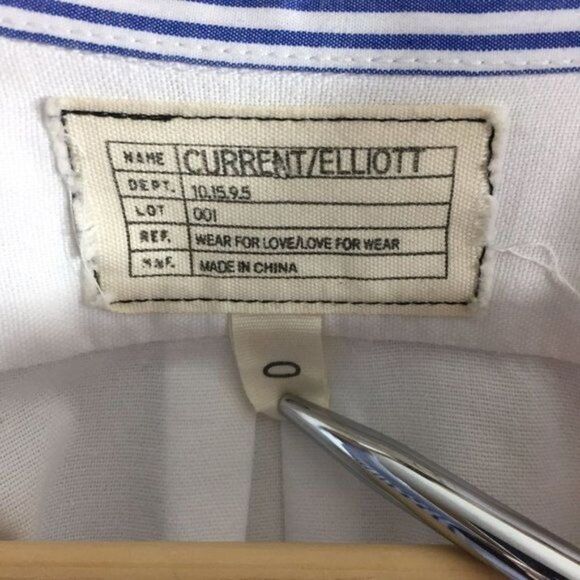 NAME CURRENT/ELLIOTT
DEPT. 10.15.9.5
LOT 001
REF. WEAR FOR LOVE/LOVE FOR WEAR
MNF. MADE IN CHINA
0